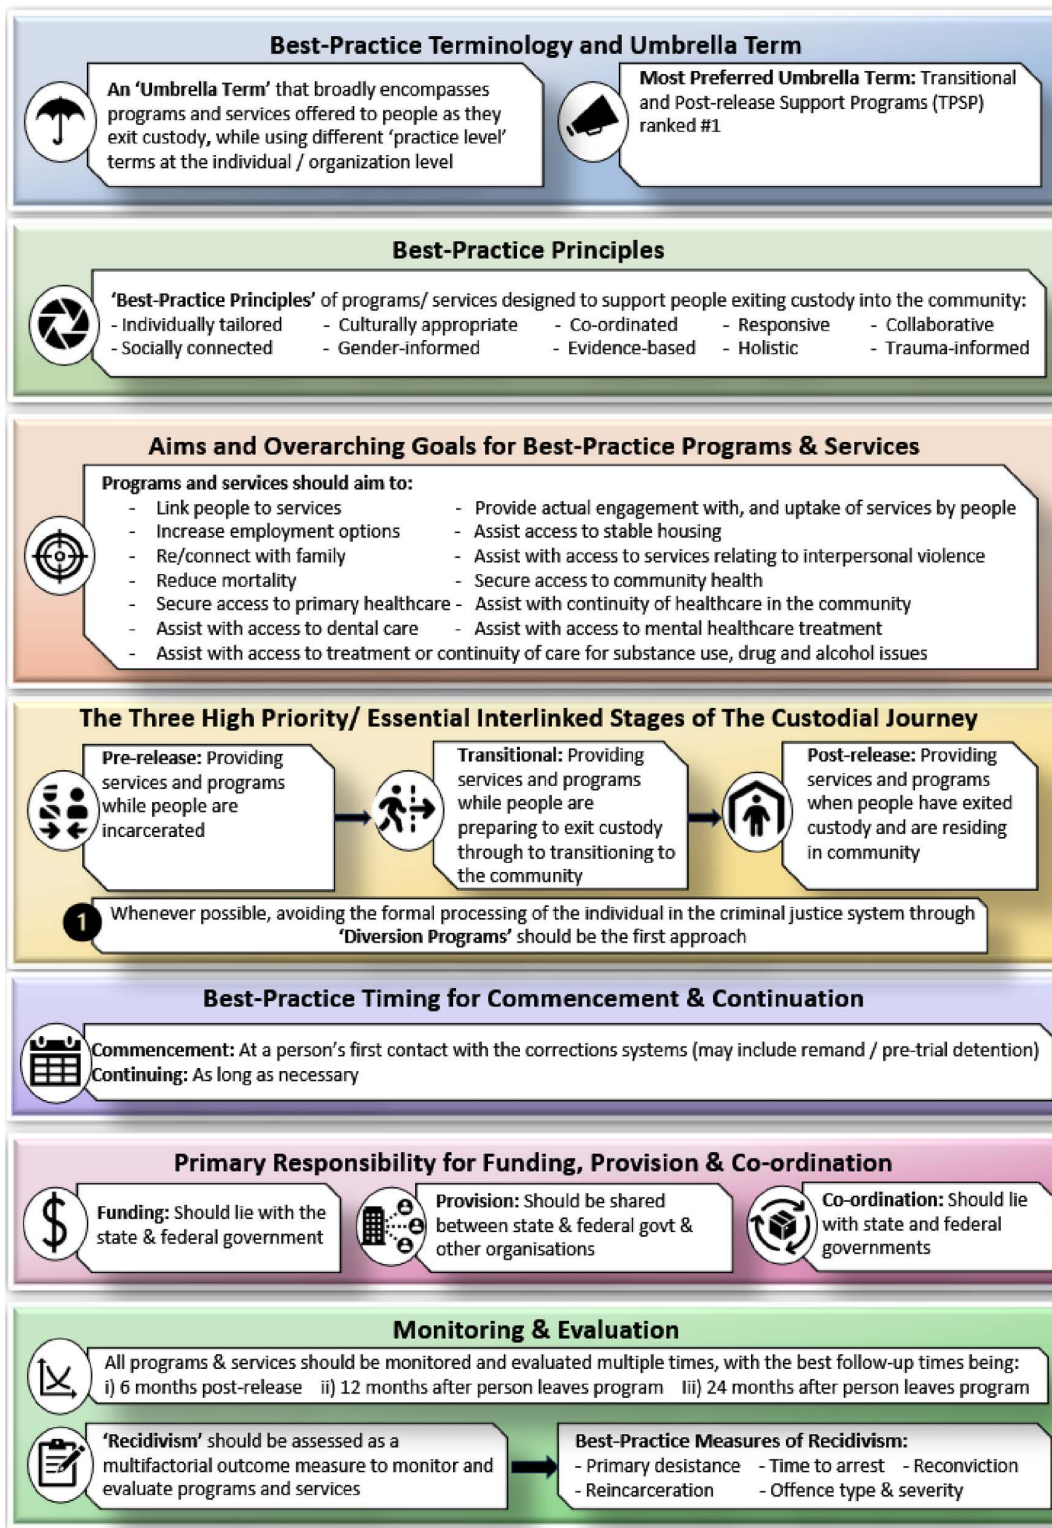 Best-Practice Terminology and Umbrella Term
An ‘Umbrella Term’ that broadly encompasses
programs and services offered to people as they
exit custody, while using different ‘practice level’
terms at the individual / organization level
Most Preferred Umbrella Term: Transitional
and Post-release Support Programs (TPSP)
ranked #1
Best-Practice Principles
‘Best-Practice Principles’ of programs/ services designed to support people exiting custody into the community:
- Individually tailored - Culturally appropriate - Co-ordinated - Responsive - Collaborative
- Socially connected - Gender-informed - Evidence-based - Holistic - Trauma-informed
Aims and Overarching Goals for Best-Practice Programs & Services
Programs and services should aim to:
- Link people to services - Provide actual engagement with, and uptake of services by people
- Increase employment options - Assist access to stable housing
- Re/connect with family - Assist with access to services relating to interpersonal violence
- Reduce mortality - Secure access to community health
- Secure access to primary healthcare - Assist with continuity of healthcare in the community
- Assist with access to dental care - Assist with access to mental healthcare treatment
- Assist with access to treatment or continuity of care for substance use, drug and alcohol issues
The Three High Priority/ Essential Interlinked Stages of The Custodial Journey
Pre-release: Providing
services and programs
while people are
incarcerated
Transitional: Providing
services and programs
while people are
preparing to exit custody
through to transitioning to
the community
Post-release: Providing
services and programs
when people have exited
custody and are residing
in community
1
Whenever possible, avoiding the formal processing of the individual in the criminal justice system through
‘Diversion Programs’ should be the first approach
Best-Practice Timing for Commencement & Continuation
Commencement: At a person’s first contact with the corrections systems (may include remand / pre-trial detention)
Continuing: As long as necessary
Primary Responsibility for Funding, Provision & Co-ordination
$
Funding: Should lie with the
state & federal government
Provision: Should be shared
between state & federal govt &
other organisations
Co-ordination: Should lie
with state and federal
governments
Monitoring & Evaluation
All programs & services should be monitored and evaluated multiple times, with the best follow-up times being:
i) 6 months post-release ii) 12 months after person leaves program Iii) 24 months after person leaves program
‘Recidivism’ should be assessed as a
multifactorial outcome measure to monitor and
evaluate programs and services
Best-Practice Measures of Recidivism:
- Primary desistance - Time to arrest - Reconviction
- Reincarceration - Offence type & severity